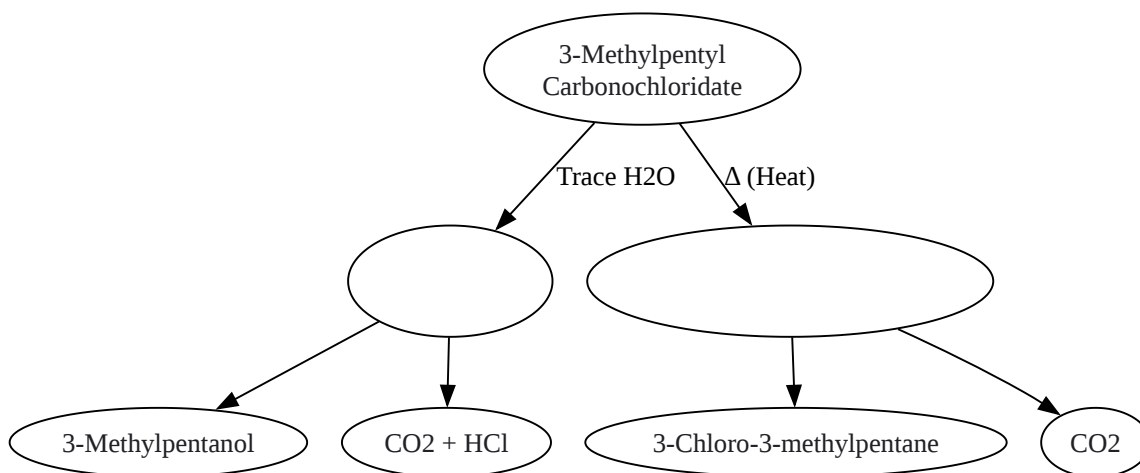 3-Methylpentyl
Carbonochloridate
Trace H2O
Δ (Heat)
3-Methylpentanol
CO2 + HCl
3-Chloro-3-methylpentane
CO2